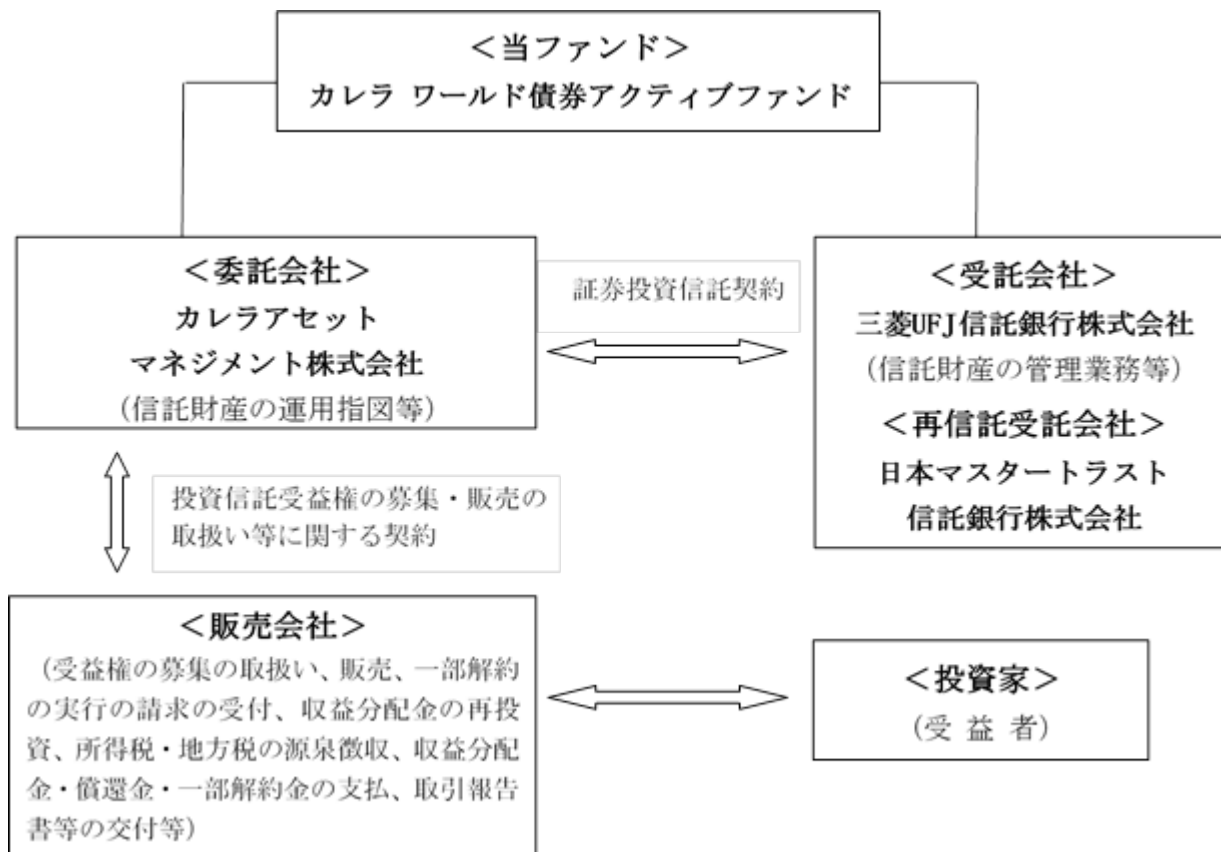 ＜当ファンド＞
カレラ ワールド債券アクティブファンド
＜委託会社＞
カレラアセット
マネジメント株式会社
（信託財産の運用指図等）
証券投資信託契約
＜受託会社＞
三菱UFJ信託銀行株式会社
（信託財産の管理業務等）
＜再信託受託会社＞
日本マスタートラスト
信託銀行株式会社
投資信託受益権の募集・販売の
取扱い等に関する契約
＜販売会社＞
（受益権の募集の取扱い、販売、一部解約
の実行の請求の受付、収益分配金の再投
資、所得税・地方税の源泉徴収、収益分配
金・償還金・一部解約金の支払、取引報告
書等の交付等）
＜投資家＞
（受 益 者）